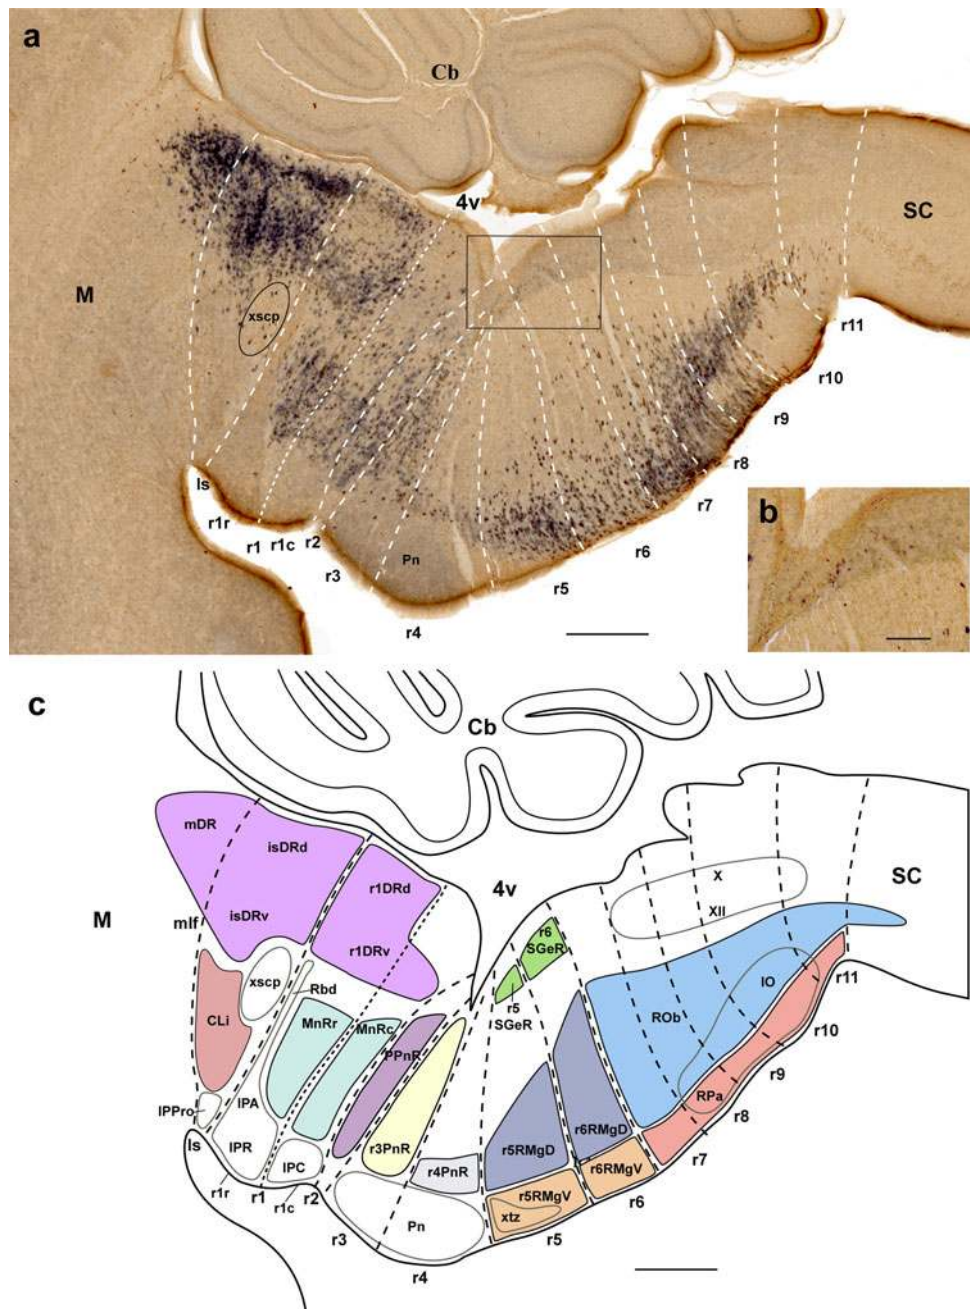 a
Cb
4v
SC
M
xscp
Is
r1r
r1
r1c
r2
r3
Pn
r4
r5
r6
r7
r8
r9
r10
r11
b
c
Cb
mDR
isDRd
r1DRd
4v
M
mlf
isDRv
r1DRv
X
XII
SC
r6
SGeR
r5
SGeR
xscp
Rbd
CLi
MnRr
MnRc
PPnR
ROb
IO
IPPro
IPA
r3PnR
r5RMgD
r6RMgD
RPa
Is
IPR
IPC
r4PnR
r5RMgV
r6RMgV
xtz
Pn
r1r
r1
r1c
r2
r3
r4
r5
r6
r7
r8
r9
r10
r11